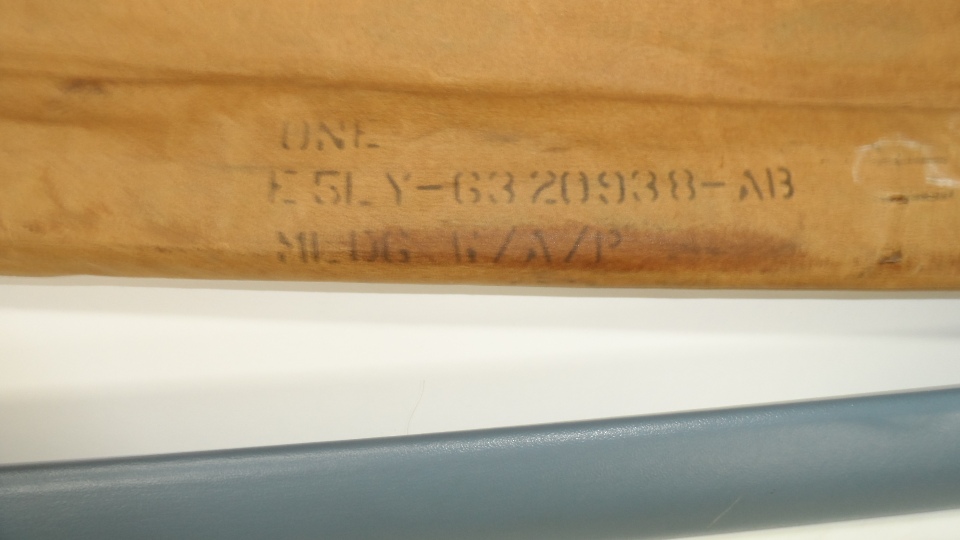 ONE
E5LY-6320938-AB
MLDG W/A/P